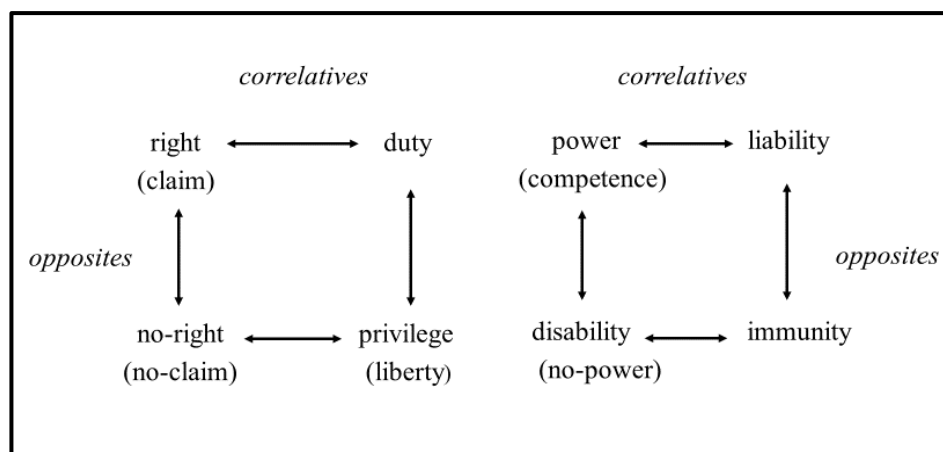 correlatives correlatives
right duty power liability
(claim) (competence)
opposites opposites
no-right privilege disability immunity
(no-claim) (liberty) (no-power)